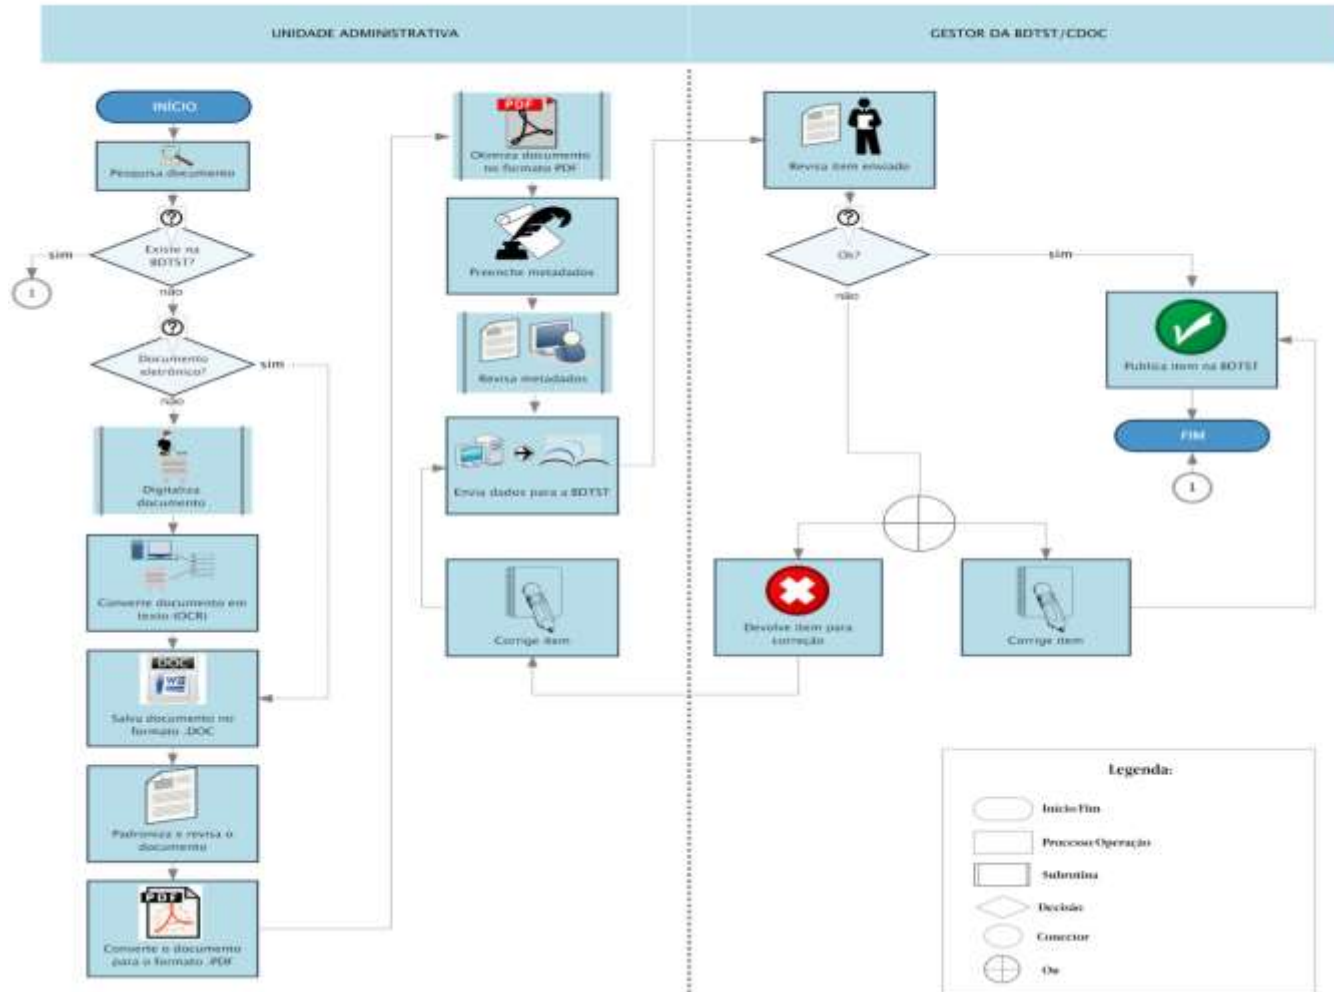 UNIDADE ADMINISTRATIVA
GESTOR DA BDTST/CDOC
INÍCIO
Pesquisa documento
?
Existe na
BDTST?
sim
1
não
?
Documento
eletrônico?
sim
não
Digitaliza
documento
Converte documento em
texto (OCR)
DOC
W
Salva documento no
formato .DOC
Padroniza e revisa o
documento
PDF
Converte o documento
para o formato .PDF
PDF
Otimiza documento
no formato PDF
Preenche metadados
Revisa metadados
Envia dados para a BDTST
Corrige item
Revisa item enviado
?
Ok?
sim
não
Publica item na BDTST
FIM
1
Devolve item para
correção
Corrige item
Legenda:
Início/Fim
Processo/Operação
Subrotina
Decisão
Conector
Ou